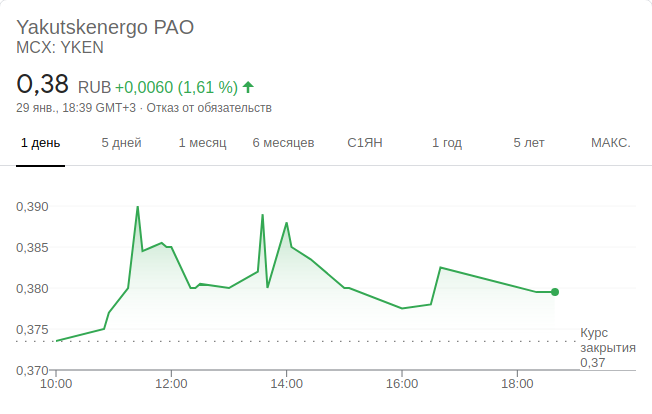 Yakutskenergo PAO
MCX: YKEN
0,38 RUB +0,0060 (1,61 %)
29 янв., 18:39 GMT+3 · Отказ от обязательств
1 день 5 дней 1 месяц 6 месяцев С1ЯН 1 год 5 лет МАКС.
0,390
0,385
0,380
0,375
Курс
закрытия
0,37
0,370
10:00 12:00 14:00 16:00 18:00